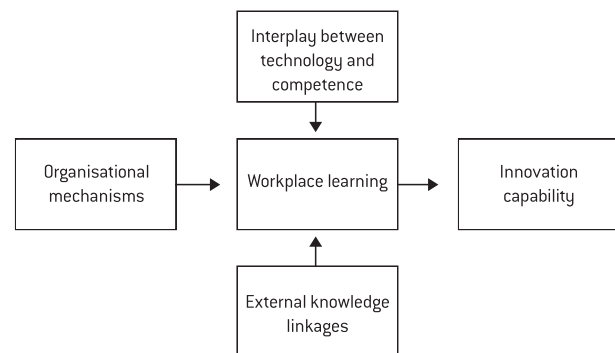 Interplay between
technology and
competence
Organisational
mechanisms
Workplace learning
Innovation
capability
External knowledge
linkages